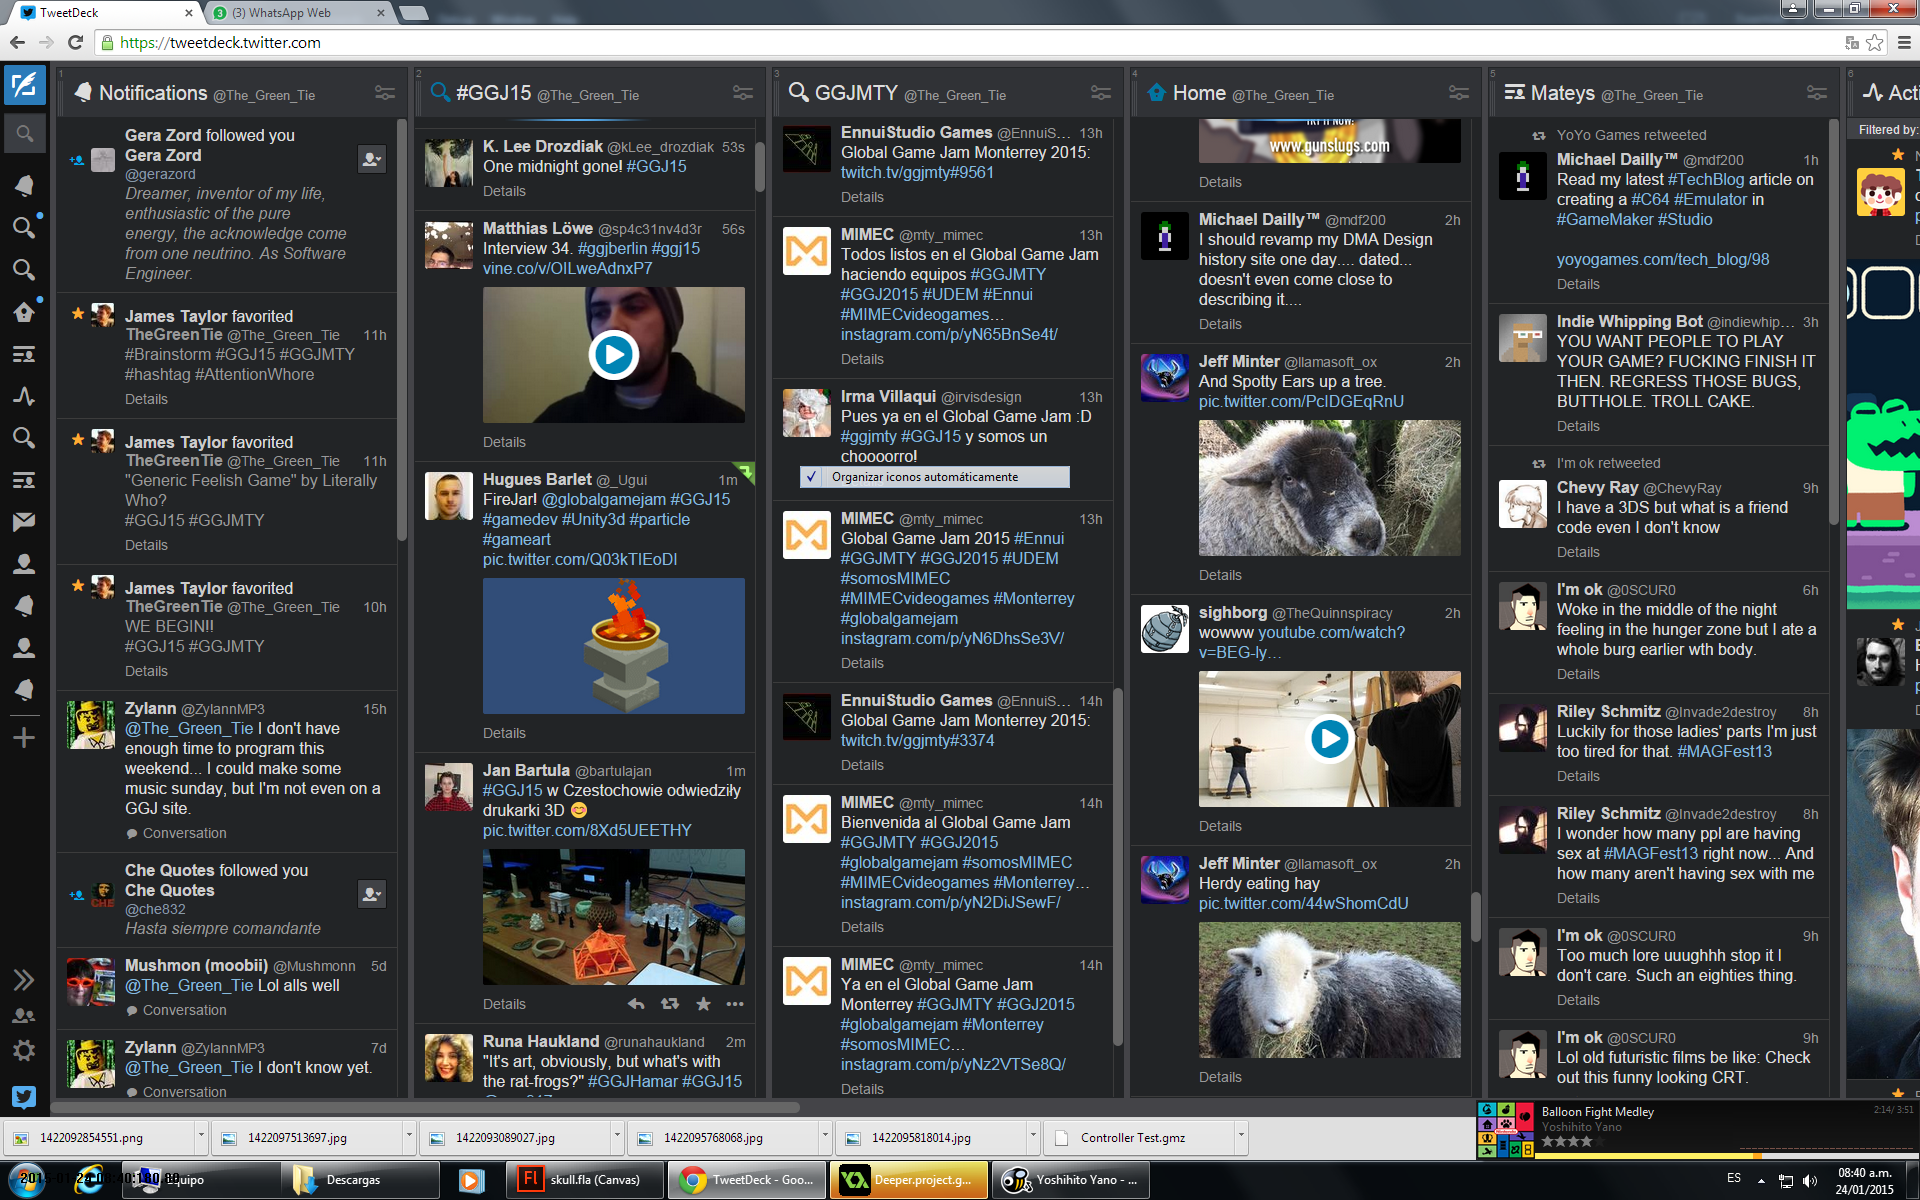 TweetDeck
(3) WhatsApp Web
https://tweetdeck.twitter.com
1
Notifications @The_Green_Tie
Gera Zord followed you
Gera Zord
@gerazord
Dreamer, inventor of my life,
enthusiastic of the pure
energy, the acknowledge come
from one neutrino. As Software
Engineer.
James Taylor favorited
TheGreenTie @The_Green_Tie 11h
#Brainstorm #GGJ15 #GGJMTY
#hashtag #AttentionWhore
Details
James Taylor favorited
TheGreenTie @The_Green_Tie 11h
"Generic Feelish Game" by Literally
Who?
#GGJ15 #GGJMTY
Details
James Taylor favorited
TheGreenTie @The_Green_Tie 10h
WE BEGIN!!
#GGJ15 #GGJMTY
Details
Zylann @ZylannMP3 15h
@The_Green_Tie I don't have
enough time to program this
weekend... I could make some
music sunday, but I'm not even on a
GGJ site.
Conversation
Che Quotes followed you
Che Quotes
@che832
Hasta siempre comandante
Mushmon (moobii) @Mushmonn 5d
@The_Green_Tie Lol alls well
Conversation
Zylann @ZylannMP3 7d
@The_Green_Tie I don't know yet.
Conversation
2
#GGJ15 @The_Green_Tie
K. Lee Drozdiak @kLee_drozdiak 53s
One midnight gone! #GGJ15
Details
Matthias Löwe @sp4c31nv4d3r 56s
Interview 34. #ggjberlin #ggj15
vine.co/v/OILweAdnxP7
Details
Hugues Barlet @_Ugui 1m
FireJar! @globalgamejam #GGJ15
#gamedev #Unity3d #particle
#gameart
pic.twitter.com/Q03kTIEoDI
Details
Jan Bartula @bartulajan 1m
#GGJ15 w Czestochowie odwiedziły
drukarki 3D 😊
pic.twitter.com/8Xd5UEETHY
Details
Runa Haukland @runahaukland 2m
"It's art, obviously, but what's with
the rat-frogs?" #GGJHamar #GGJ15
3
GGJMTY @The_Green_Tie
EnnuiStudio Games @EnnuiS... 13h
Global Game Jam Monterrey 2015:
twitch.tv/ggjmty#9561
Details
MIMEC @mty_mimec 13h
Todos listos en el Global Game Jam
haciendo equipos #GGJMTY
#GGJ2015 #UDEM #Ennui
#MIMECvideogames…
instagram.com/p/yN65BnSe4t/
Details
Irma Villaqui @irvisdesign 13h
Pues ya en el Global Game Jam :D
#ggjmty #GGJ15 y somos un
choooorro!
Organizar iconos automáticamente
MIMEC @mty_mimec 13h
Global Game Jam 2015 #Ennui
#GGJMTY #GGJ2015 #UDEM
#somosMIMEC
#MIMECvideogames #Monterrey
#globalgamejam
instagram.com/p/yN6DhsSe3V/
Details
EnnuiStudio Games @EnnuiS... 14h
Global Game Jam Monterrey 2015:
twitch.tv/ggjmty#3374
Details
MIMEC @mty_mimec 14h
Bienvenida al Global Game Jam
#GGJMTY #GGJ2015
#globalgamejam #somosMIMEC
#MIMECvideogames #Monterrey…
instagram.com/p/yN2DiJSewF/
Details
MIMEC @mty_mimec 14h
Ya en el Global Game Jam
Monterrey #GGJMTY #GGJ2015
#globalgamejam #Monterrey
#somosMIMEC…
instagram.com/p/yNz2VTSe8Q/
Details
4
Home @The_Green_Tie
TRY IT NOW!
www.gunslugs.com
Details
Michael Dailly™ @mdf200 2h
I should revamp my DMA Design
history site one day.... dated...
doesn't even come close to
describing it....
Details
Jeff Minter @llamasoft_ox 2h
And Spotty Ears up a tree.
pic.twitter.com/PcIDGEqRnU
Details
sighborg @TheQuinnspiracy 2h
wowww youtube.com/watch?
v=BEG-ly…
Details
Jeff Minter @llamasoft_ox 2h
Herdy eating hay
pic.twitter.com/44wShomCdU
Details
5
Mateys @The_Green_Tie
YoYo Games retweeted
Michael Dailly™ @mdf200 1h
Read my latest #TechBlog article on
creating a #C64 #Emulator in
#GameMaker #Studio
yoyogames.com/tech_blog/98
Details
Indie Whipping Bot @indiewhip... 3h
YOU WANT PEOPLE TO PLAY
YOUR GAME? FUCKING FINISH IT
THEN. REGRESS THOSE BUGS,
BUTTHOLE. TROLL CAKE.
Details
I'm ok retweeted
Chevy Ray @ChevyRay 9h
I have a 3DS but what is a friend
code even I don't know
Details
I'm ok @0SCUR0 6h
Woke in the middle of the night
feeling in the hunger zone but I ate a
whole burg earlier wth body.
Details
Riley Schmitz @Invade2destroy 8h
Luckily for those ladies' parts I'm just
too tired for that. #MAGFest13
Details
Riley Schmitz @Invade2destroy 8h
I wonder how many ppl are having
sex at #MAGFest13 right now... And
how many aren't having sex with me
Details
I'm ok @0SCUR0 9h
Too much lore uuughhh stop it I
don't care. Such an eighties thing.
Details
I'm ok @0SCUR0 9h
Lol old futuristic films be like: Check
out this funny looking CRT.
6
Acti
Filtered by:
Balloon Fight Medley
Yoshihito Yano
2:14/ 3:51
1422092854551.png
1422097513697.jpg
1422093089027.jpg
1422095768068.jpg
1422095818014.jpg
Controller Test.gmz
Equipo
Descargas
skull.fla (Canvas)
TweetDeck - Goo...
Deeper.project.g...
Yoshihito Yano - ...
ES
08:40 a.m.
24/01/2015